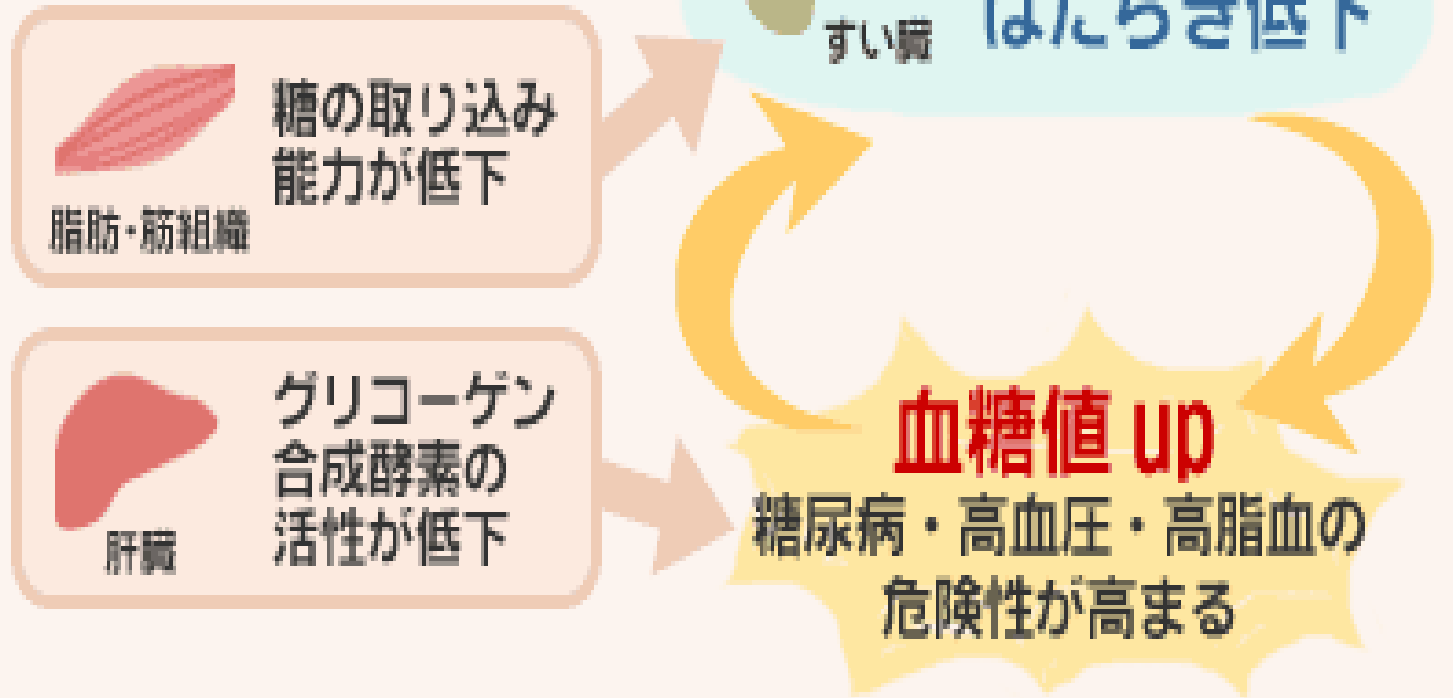 すい臓
はたらき低下
糖の取り込み
能力が低下
脂肪・筋組織
グリコーゲン
合成酵素の
活性が低下
肝臓
血糖値 up
糖尿病・高血圧・高脂血の
危険性が高まる